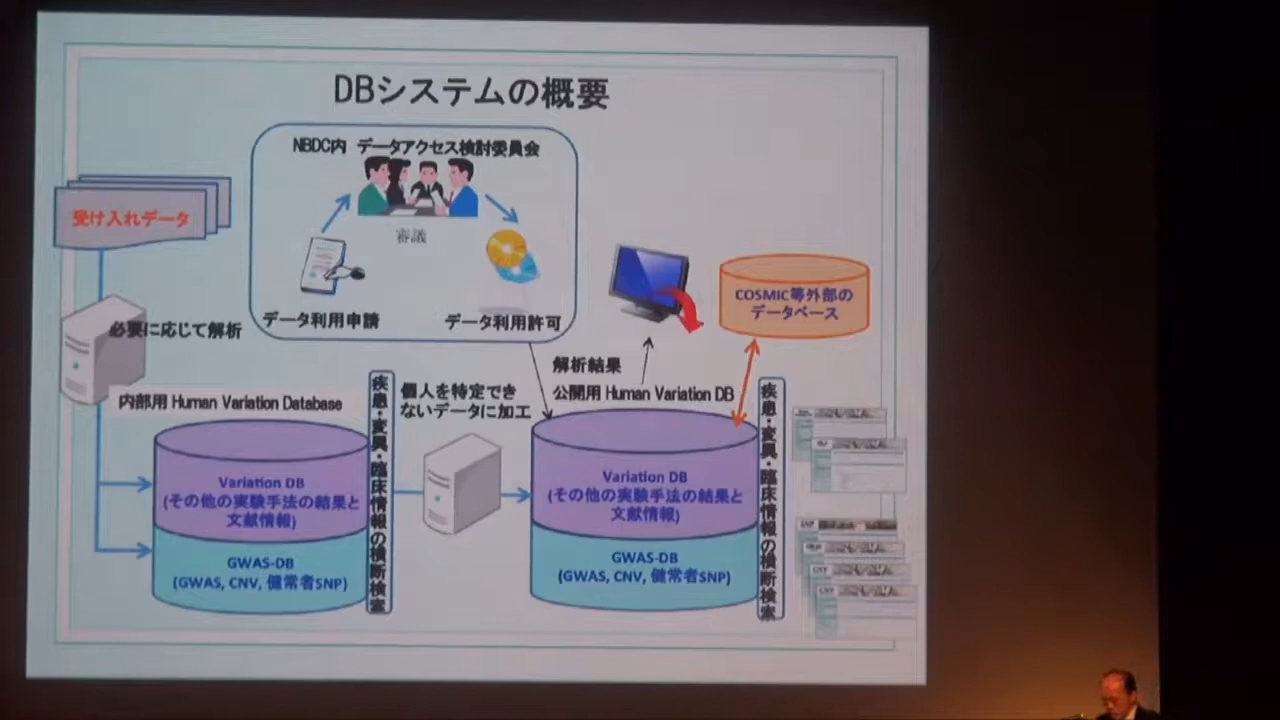 DBシステムの概要
NBDC内 データアクセス検討委員会
受け入れデータ
審議
データ利用申請
データ利用許可
COSMIC等外部の
データベース
必要に応じて解析
解析結果
内部用 Human Variation Database
個人を特定でき
ないデータに加工
公開用 Human Variation DB
疾患・変異・臨床情報の横断検索
疾患・変異・臨床情報の横断検索
Variation DB
(その他の実験手法の結果と
文献情報)
GWAS-DB
(GWAS, CNV, 健常者SNP)
Variation DB
(その他の実験手法の結果と
文献情報)
GWAS-DB
(GWAS, CNV, 健常者SNP)